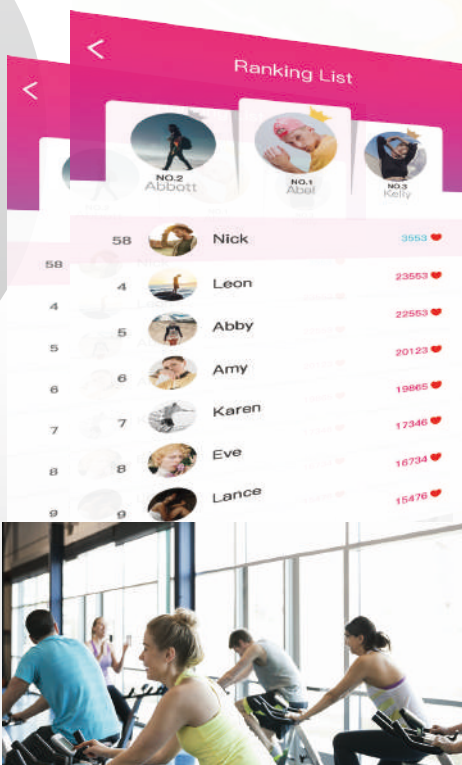 Ranking List
NO.2
Abbott
NO.1
Abel
NO.3
Kelly
58 Nick 3553
4 Leon 23553
5 Abby 22553
6 Amy 20123
7 Karen 19865
8 Eve 17346
9 Lance 16734
15476
58
4
5
6
7
8
9